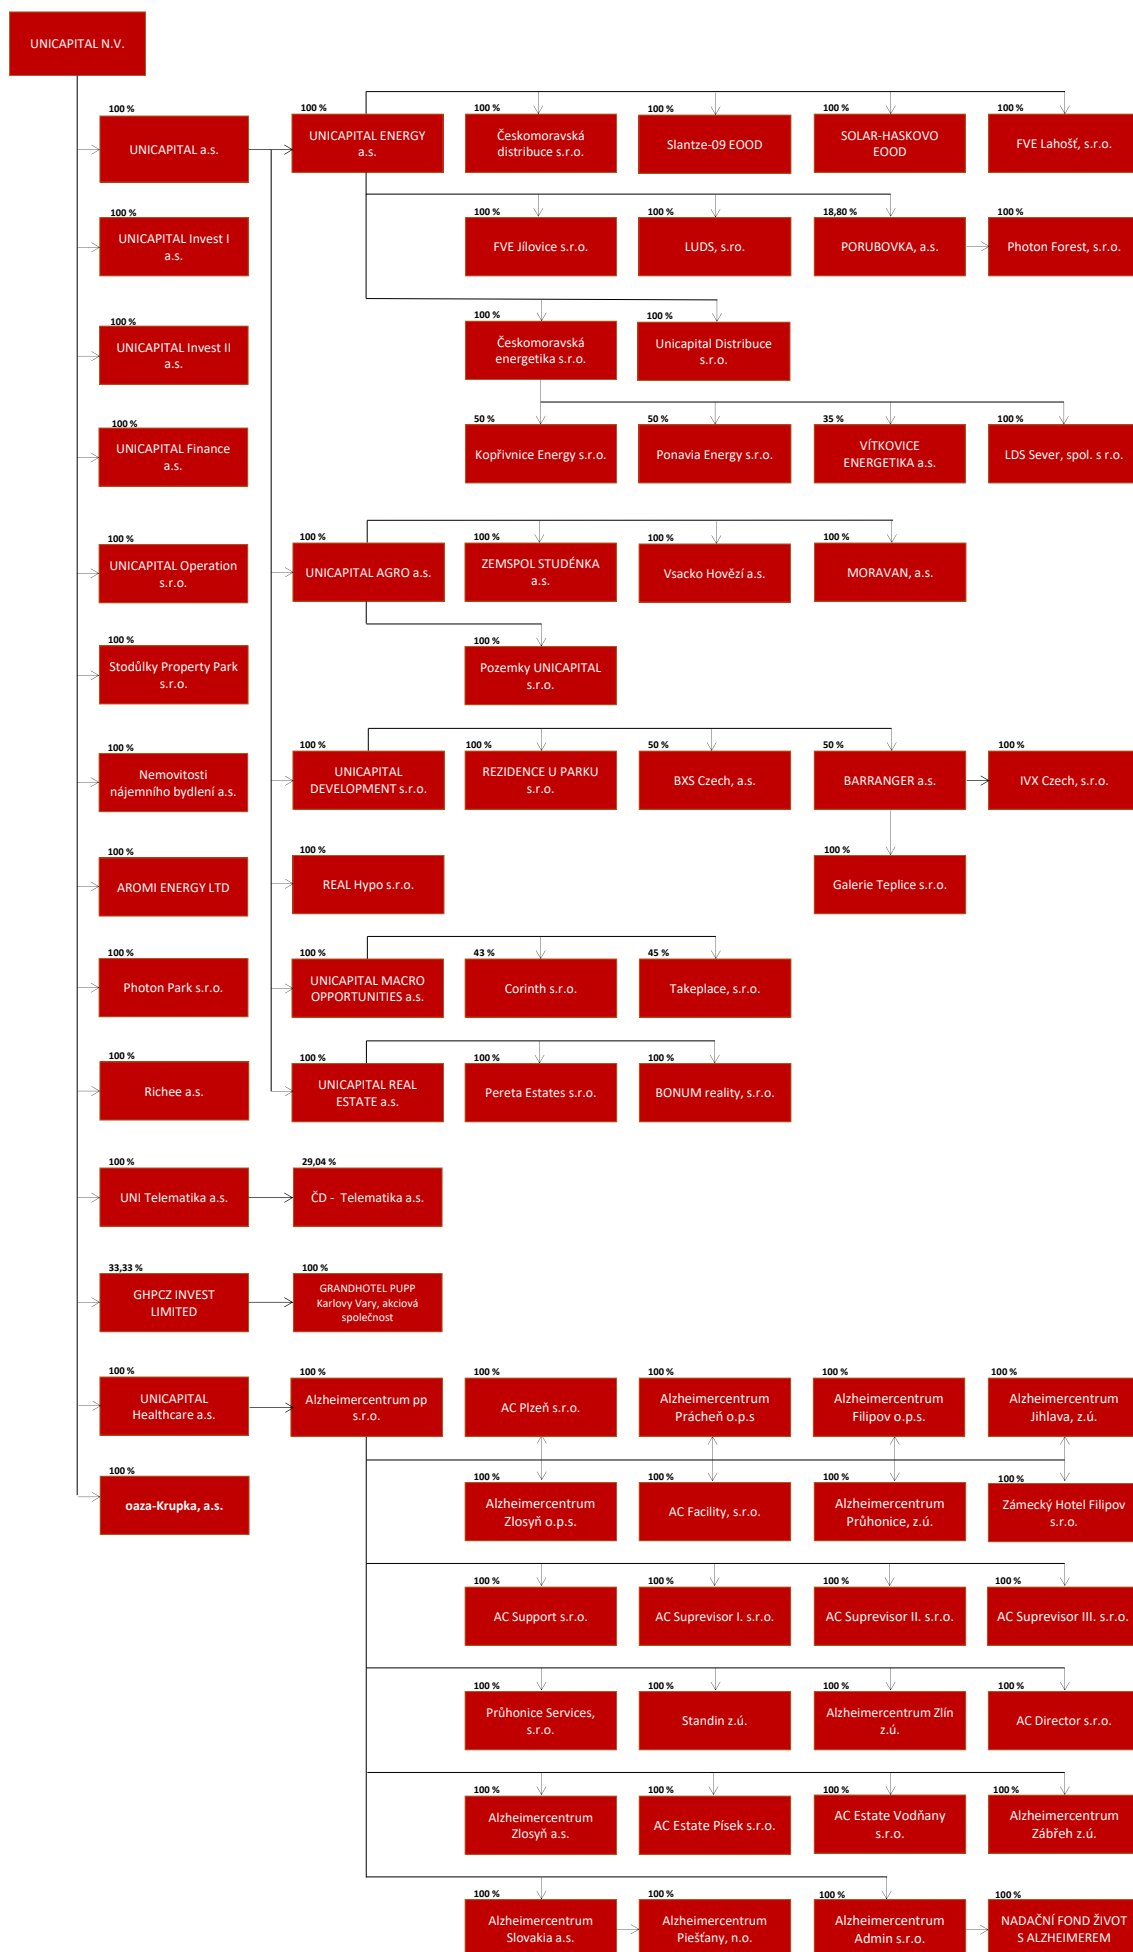 UNICAPITAL N.V.
100 %
100 %
100 %
100 %
100 %
100 %
UNICAPITAL a.s.
UNICAPITAL ENERGY
a.s.
Českomoravská
distribuce s.r.o.
Slantze-09 EOOD
SOLAR-HASKOVO
EOOD
FVE Lahošť, s.r.o.
100 %
100 %
100 %
18,80 %
100 %
UNICAPITAL Invest I
a.s.
FVE Jílovice s.r.o.
LUDS, s.ro.
PORUBOVKA, a.s.
Photon Forest, s.r.o.
100 %
100 %
100 %
UNICAPITAL Invest II
a.s.
Českomoravská
energetika s.r.o.
Unicapital Distribuce
s.r.o.
100 %
50 %
50 %
35 %
100 %
UNICAPITAL Finance
a.s.
Kopřivnice Energy s.r.o.
Ponavia Energy s.r.o.
VÍTKOVICE
ENERGETIKA a.s.
LDS Sever, spol. s r.o.
100 %
100 %
100 %
100 %
100 %
UNICAPITAL Operation
s.r.o.
UNICAPITAL AGRO a.s.
ZEMSPOL STUDÉNKA
a.s.
Vsacko Hovězí a.s.
MORAVAN, a.s.
100 %
100 %
Stodůlky Property Park
s.r.o.
Pozemky UNICAPITAL
s.r.o.
100 %
100 %
100 %
50 %
50 %
100 %
Nemovitosti
nájemního bydlení a.s.
UNICAPITAL
DEVELOPMENT s.r.o.
REZIDENCE U PARKU
s.r.o.
BXS Czech, a.s.
BARRANGER a.s.
IVX Czech, s.r.o.
100 %
100 %
100 %
AROMI ENERGY LTD
REAL Hypo s.r.o.
Galerie Teplice s.r.o.
100 %
100 %
43 %
45 %
Photon Park s.r.o.
UNICAPITAL MACRO
OPPORTUNITIES a.s.
Corinth s.r.o.
Takeplace, s.r.o.
100 %
100 %
100 %
100 %
Richee a.s.
UNICAPITAL REAL
ESTATE a.s.
Pereta Estates s.r.o.
BONUM reality, s.r.o.
100 %
29,04 %
UNI Telematika a.s.
ČD -  Telematika a.s.
33,33 %
100 %
GHPCZ INVEST
LIMITED
GRANDHOTEL PUPP
Karlovy Vary, akciová
společnost
100 %
100 %
100 %
100 %
100 %
100 %
UNICAPITAL
Healthcare a.s.
Alzheimercentrum pp
s.r.o.
AC Plzeň s.r.o.
Alzheimercentrum
Prácheň o.p.s
Alzheimercentrum
Filipov o.p.s.
Alzheimercentrum
Jihlava, z.ú.
100 %
100 %
100 %
100 %
100 %
oaza-Krupka, a.s.
Alzheimercentrum
Zlosyň o.p.s.
AC Facility, s.r.o.
Alzheimercentrum
Průhonice, z.ú.
Zámecký Hotel Filipov
s.r.o.
100 %
100 %
100 %
100 %
AC Support s.r.o.
AC Suprevisor I. s.r.o.
AC Suprevisor II. s.r.o.
AC Suprevisor III. s.r.o.
100 %
100 %
100 %
100 %
Průhonice Services,
s.r.o.
Standin z.ú.
Alzheimercentrum Zlín
z.ú.
AC Director s.r.o.
100 %
100 %
100 %
100 %
Alzheimercentrum
Zlosyň a.s.
AC Estate Písek s.r.o.
AC Estate Vodňany
s.r.o.
Alzheimercentrum
Zábřeh z.ú.
100 %
100 %
100 %
100 %
Alzheimercentrum
Slovakia a.s.
Alzheimercentrum
Piešťany, n.o.
Alzheimercentrum
Admin s.r.o.
NADAČNÍ FOND ŽIVOT
S ALZHEIMEREM